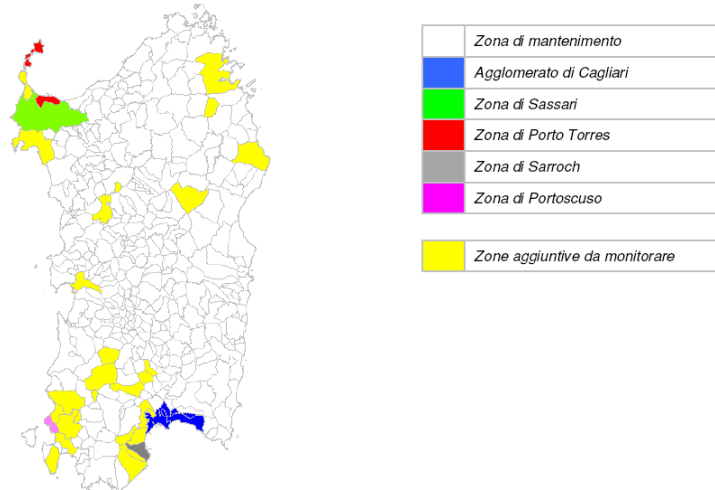 Zona di mantenimento
Agglomerato di Cagliari
Zona di Sassari
Zona di Porto Torres
Zona di Sarroch
Zona di Portoscuso
Zone aggiuntive da monitorare